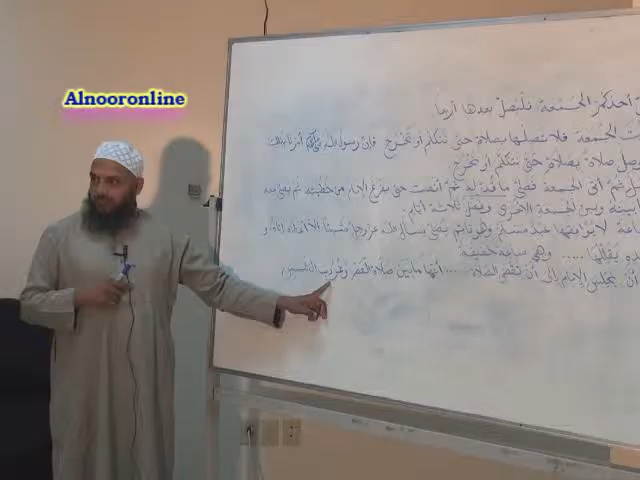 Alnooronline
أحدكم الجمعة فليصل بعدها أربعا
الجمعة فلا تصلها بصلاة حتى تتكلم أو تخرج فإن رسول الله ﷺ أمرنا بذلك
صلاة بصلاة حتى نتكلم أو نخرج
ثم أتى الجمعة فصلى ما قدر له ثم أنصت حتى يفرغ الإمام من خطبته ثم يصلي معه
وبين الجمعة الأخرى وفضل ثلاثة أيام
لا يوافقها عبد مسلم وهو قائم يصلي يسأل الله عز وجل شيئا إلا أعطاه إياه و
يقللها ..... وهي ساعة خفيفة
أن يجلس الإمام إلى أن تقضى الصلاة ..... أنها ما بين صلاة العصر وغروب الشمس